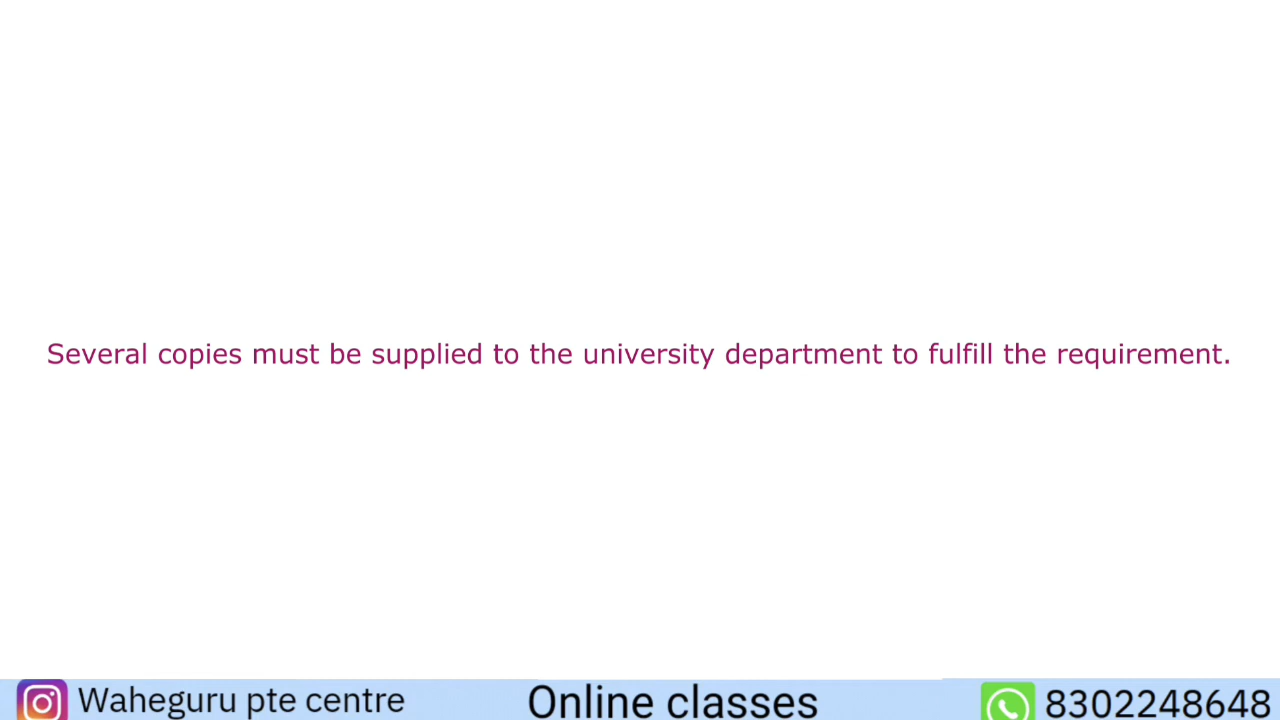 Several copies must be supplied to the university department to fulfill the requirement.
Waheguru pte centre Online classes 8302248648